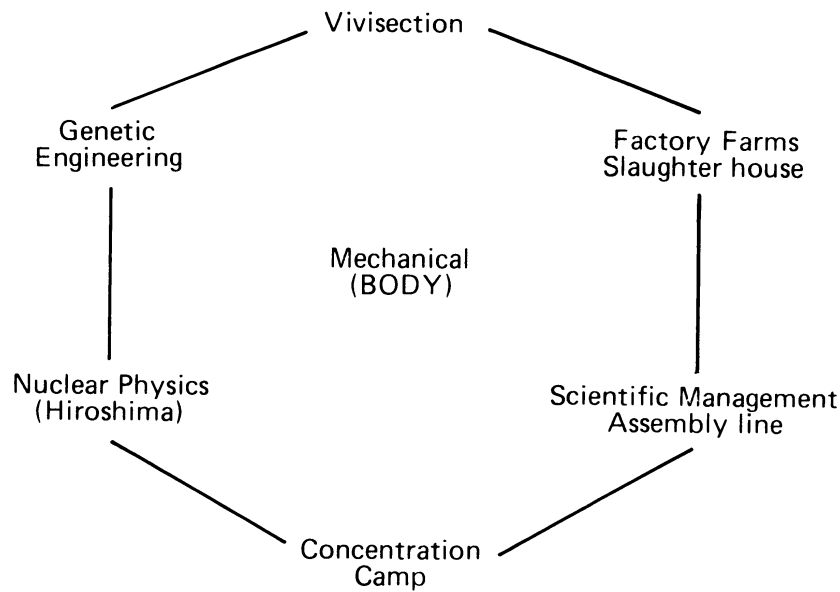 Vivisection
Genetic
Engineering
Factory Farms
Slaughter house
Mechanical
(BODY)
Nuclear Physics
(Hiroshima)
Scientific Management
Assembly line
Concentration
Camp